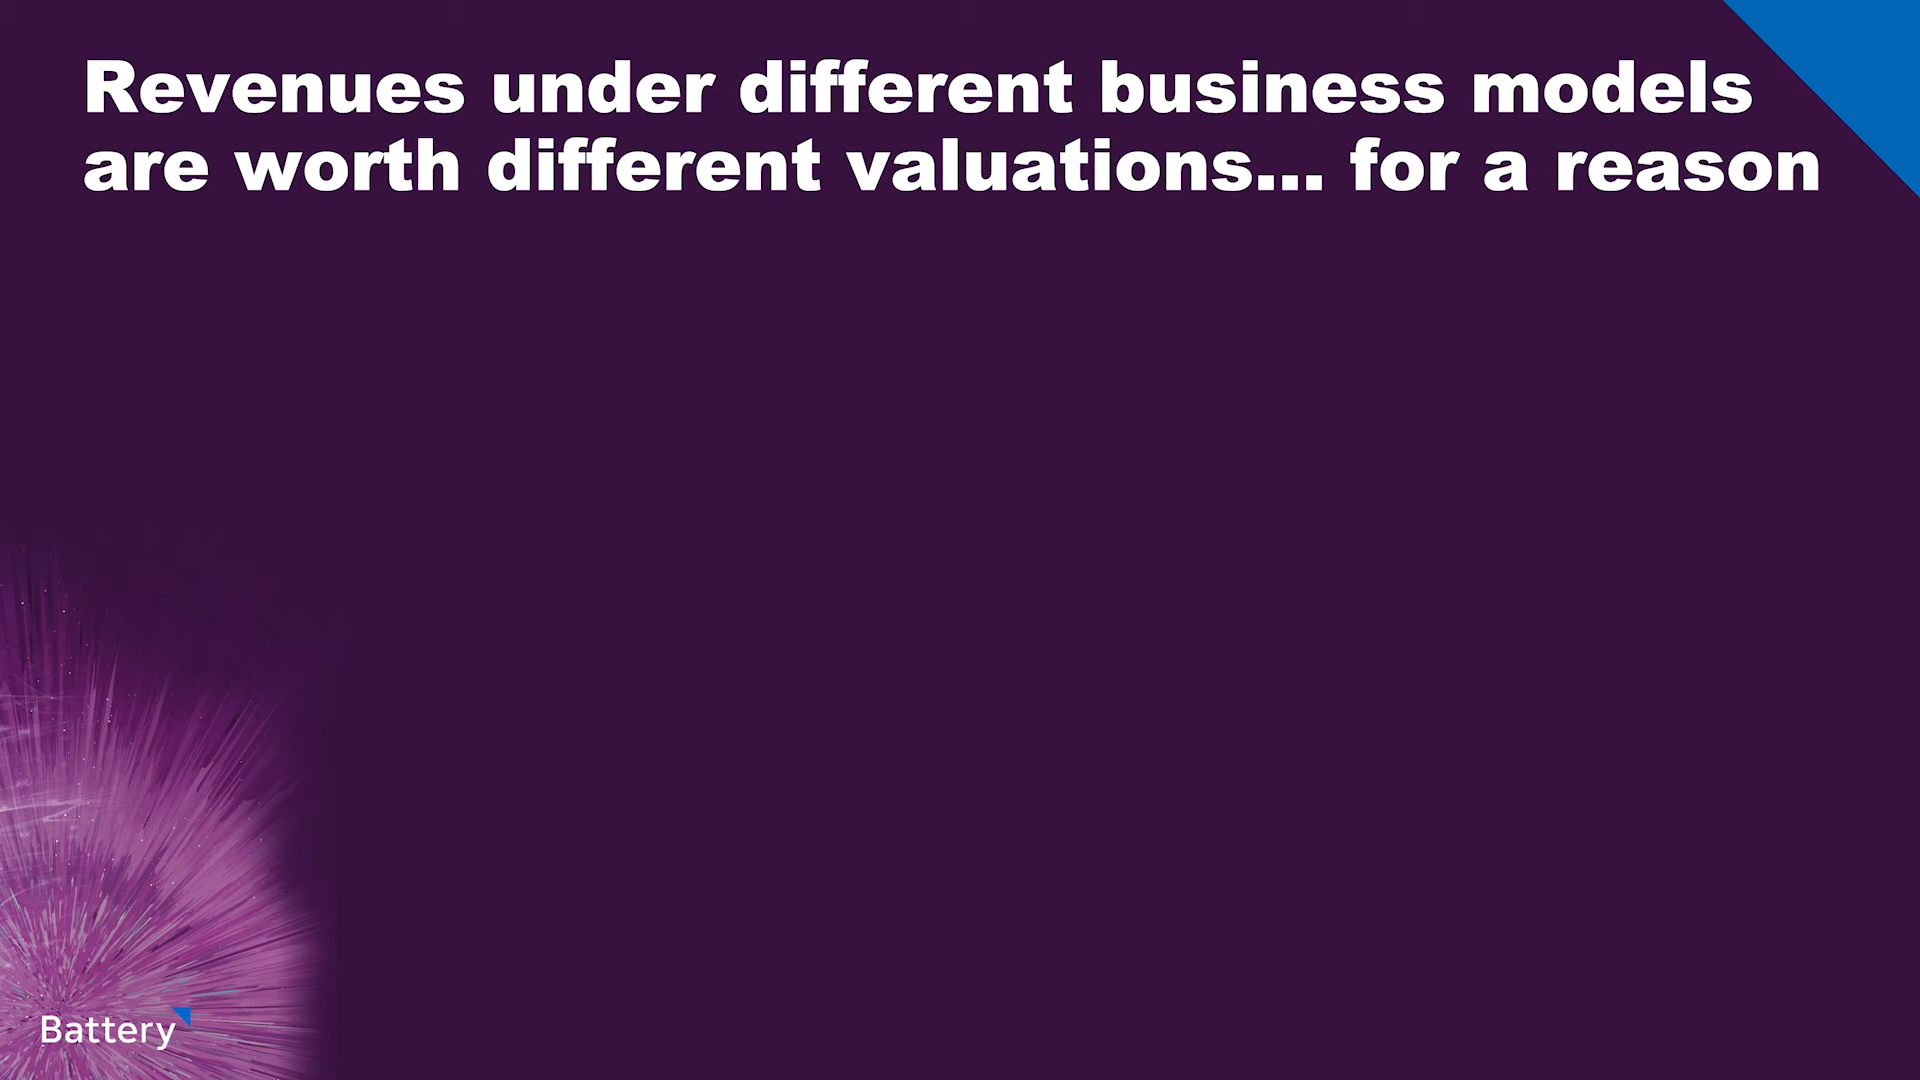 Revenues under different business models
are worth different valuations... for a reason
Battery